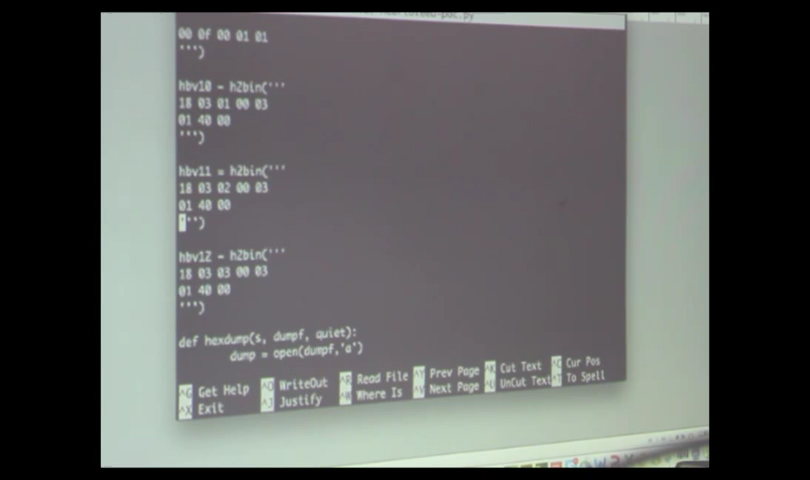 poc.py
00 0f 00 01 01
''')
hbv10 = h2bin('''
18 03 01 00 03
01 40 00
''')
hbv11 = h2bin('''
18 03 02 00 03
01 40 00
''')
hbv12 = h2bin('''
18 03 03 00 03
01 40 00
''')
def hexdump(s, dumpf, quiet):
dump = open(dumpf,'a')
^G Get Help ^O WriteOut ^R Read File ^Y Prev Page ^K Cut Text ^C Cur Pos
^X Exit ^J Justify ^W Where Is ^V Next Page ^U UnCut Text ^T To Spell